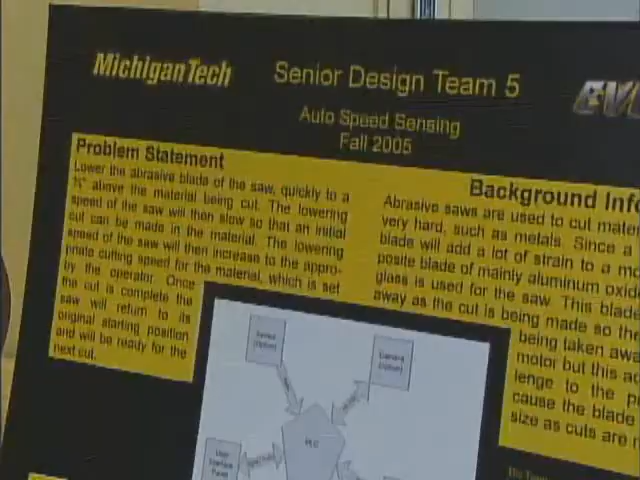 MichiganTech
Senior Design Team 5
Auto Speed Sensing
Fall 2005
Problem Statement
Lower the abrasive blade of the saw, quickly to a
¾" above the material being cut. The lowering
speed of the saw will then slow so that an initial
cut can be made in the material. The lowering
speed of the saw will then increase to the appro-
priate cutting speed for the material, which is set
by the operator. Once
the cut is complete the
saw will return to its
original starting position
and will be ready for the
next cut.
Background Info
Abrasive saws are used to cut mater
very hard, such as metals. Since a
blade will add a lot of strain to a m
posite blade of mainly aluminum oxid
glass is used for the saw. This blad
away as the cut is being made so the
being taken awa
motor but this a
lenge to the p
cause the blade
size as cuts are
PLC